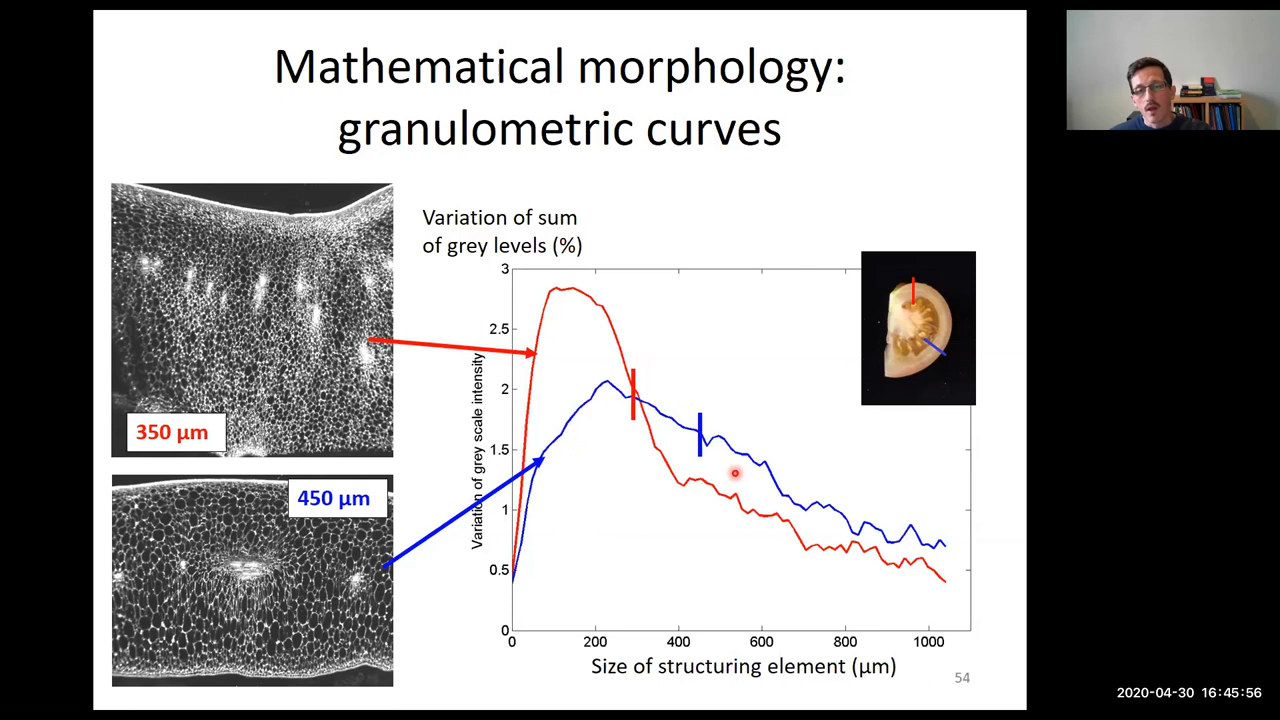 Mathematical morphology:
granulometric curves
Variation of sum
of grey levels (%)
350 µm
450 µm
Variation of grey scale intensity
3
2.5
2
1.5
1
0.5
0
0 200 400 600 800 1000
Size of structuring element (µm)
54
2020-04-30 16:45:56